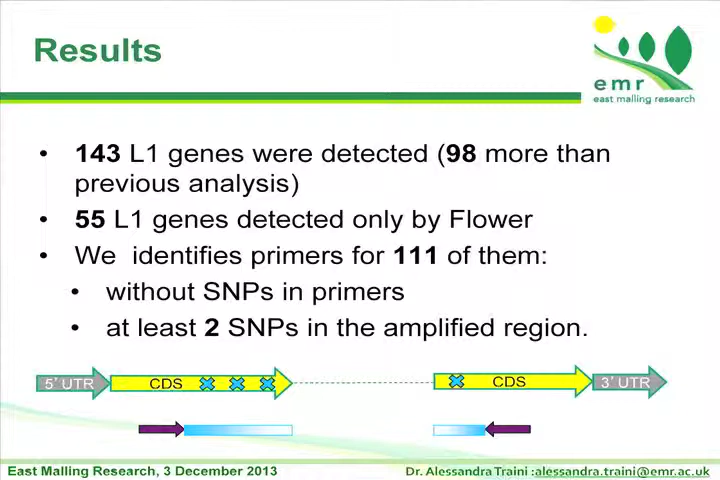 Results
emr
east malling research
• 143 L1 genes were detected (98 more than
previous analysis)
• 55 L1 genes detected only by Flower
• We identifies primers for 111 of them:
• without SNPs in primers
• at least 2 SNPs in the amplified region.
5' UTR CDS CDS 3' UTR
East Malling Research, 3 December 2013 Dr. Alessandra Traini :alessandra.traini@emr.ac.uk